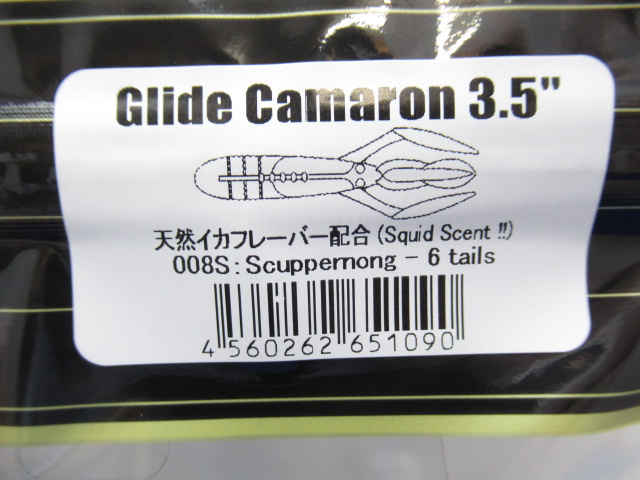 Glide Camaron 3.5"
天然イカフレーバー配合 (Squid Scent !!)
008S: Scuppernong - 6 tails
4 560262 651090